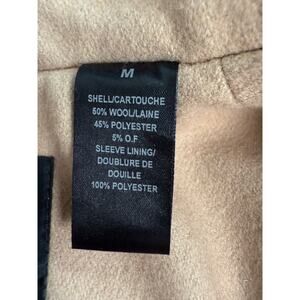 M
SHELL/CARTOUCHE
50% WOOL/LAINE
45% POLYESTER
5% O.F
SLEEVE LINING/
DOUBLURE DE
DOUILLE
100% POLYESTER